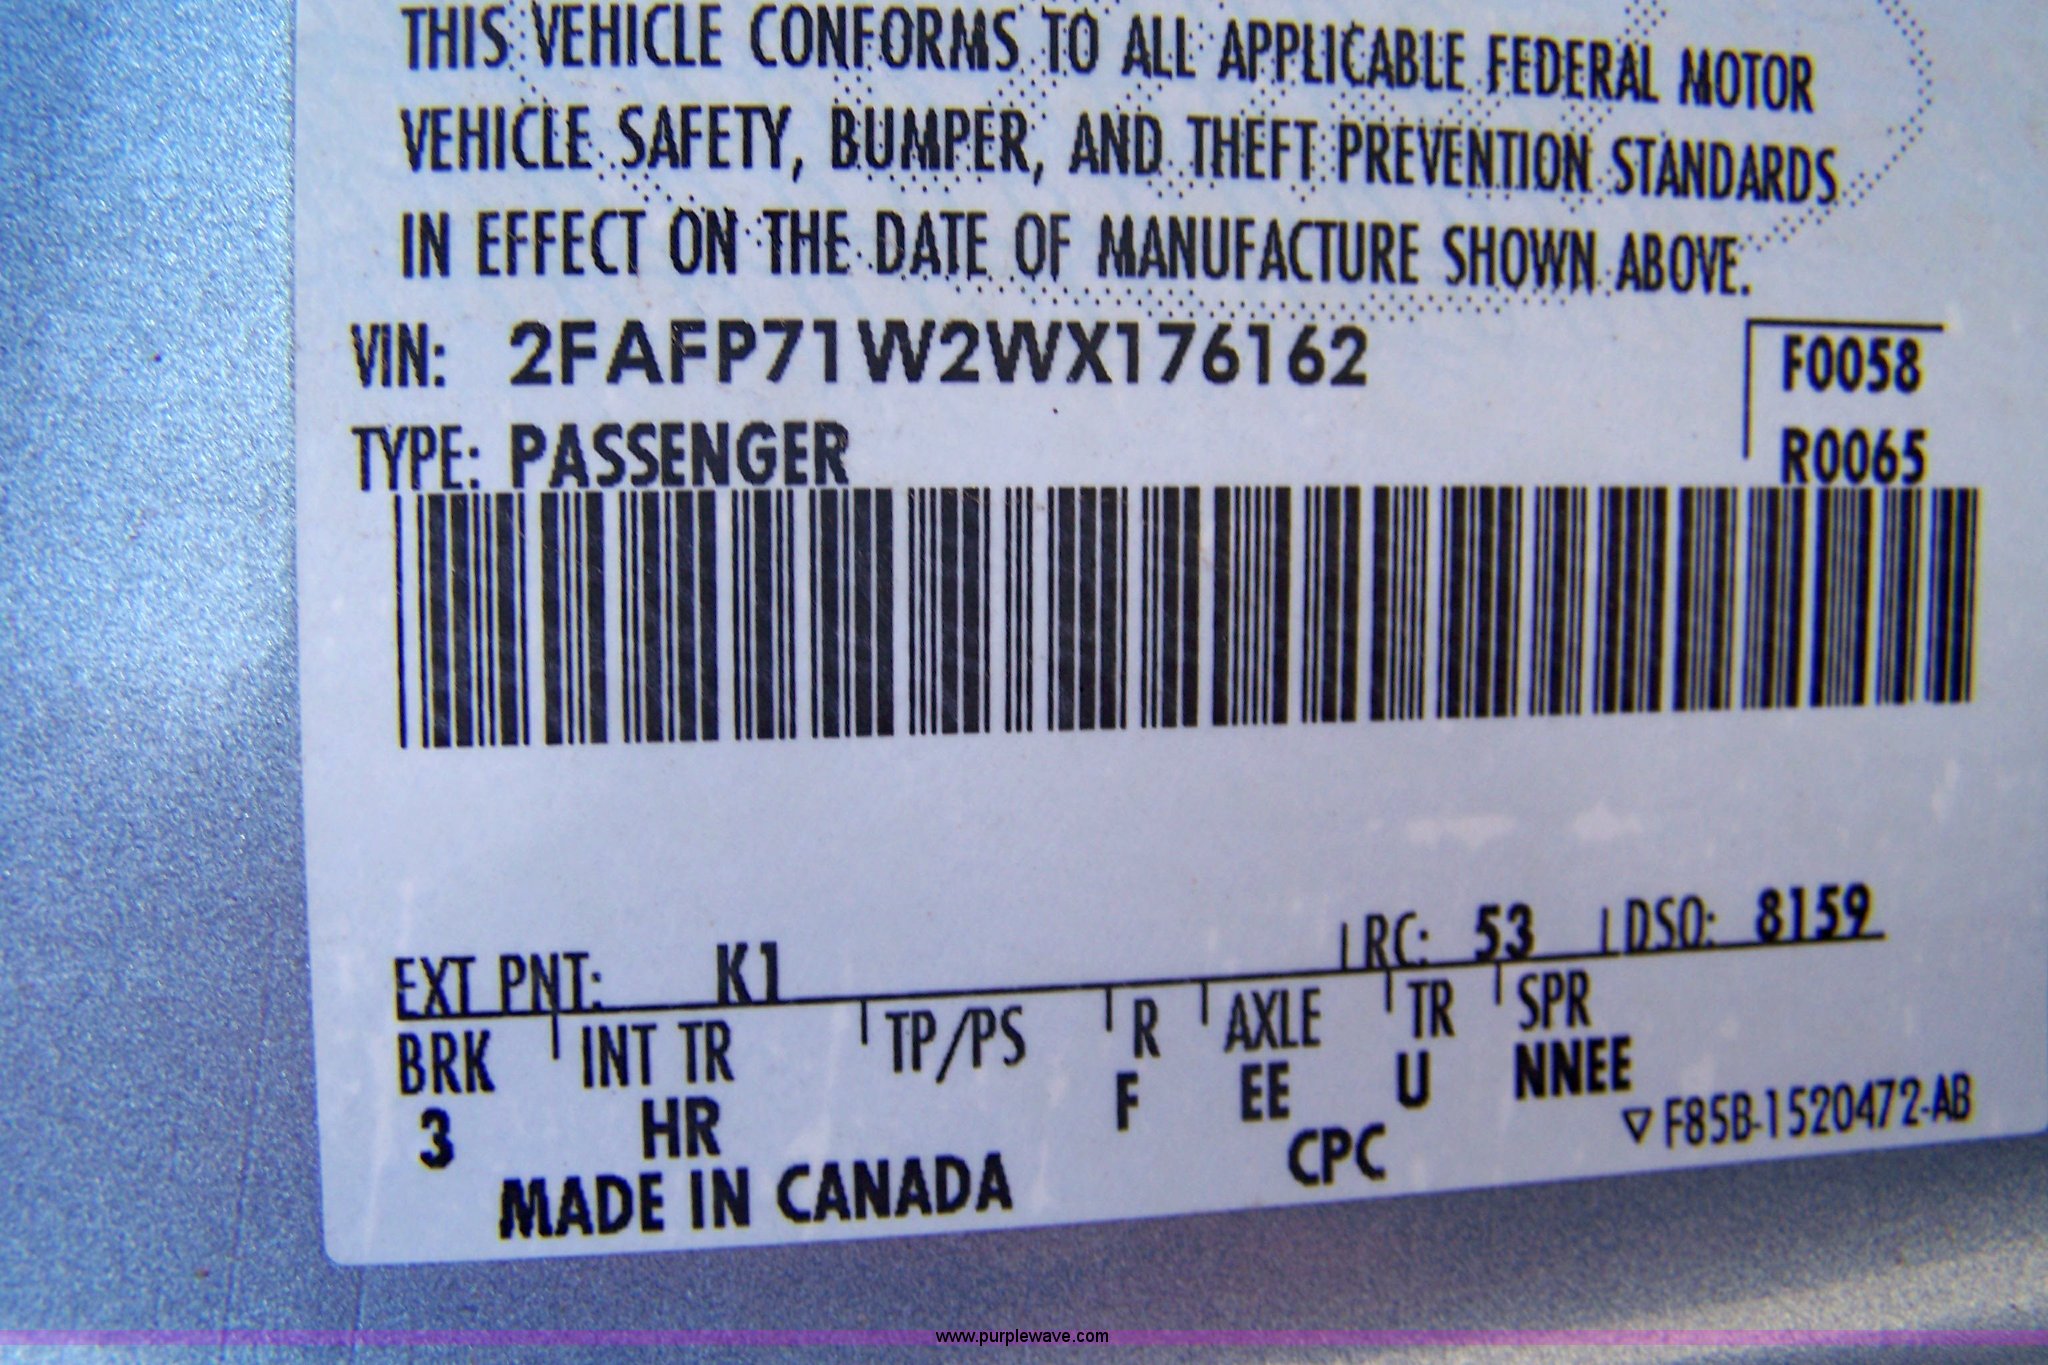 THIS VEHICLE CONFORMS TO ALL APPLICABLE FEDERAL MOTOR
VEHICLE SAFETY, BUMPER, AND THEFT PREVENTION STANDARDS
IN EFFECT ON THE DATE OF MANUFACTURE SHOWN ABOVE.
VIN: 2FAFP71W2WX176162 F0058
TYPE: PASSENGER R0065
EXT PNT: K1 RC: 53 DSO: 8159
BRK INT TR TP/PS R AXLE TR SPR
3 HR F EE U NNEE
MADE IN CANADA CPC F85B-1520472-AB
www.purplewave.com